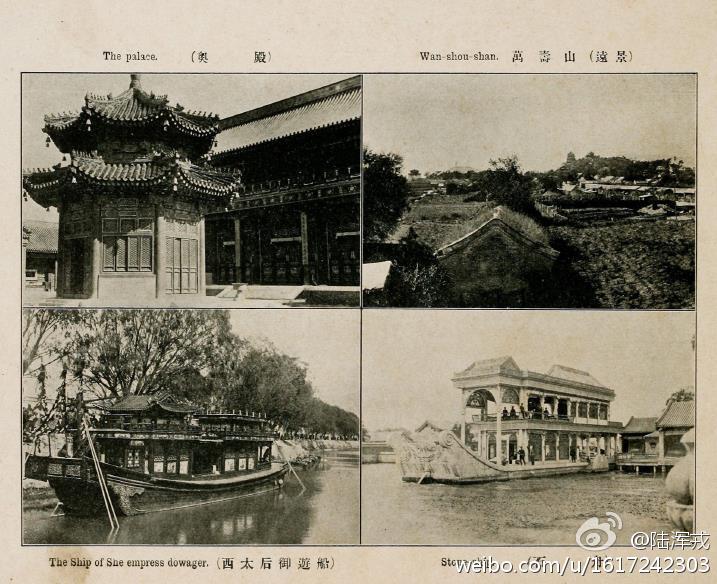 The palace. （奥 殿）
Wan-shou-shan. 萬壽山（遠景）
The Ship of She empress dowager.（西太后御遊船）
@陆浑戎
weibo.com/u/1617242303